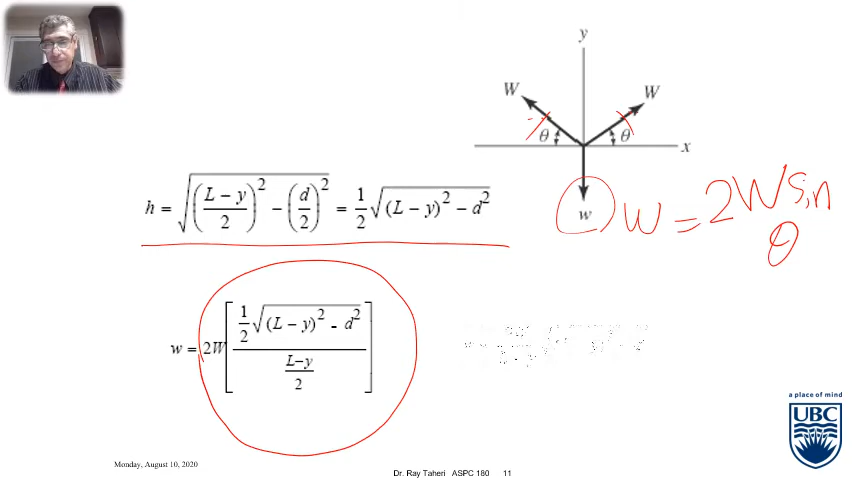 y
W
W
θ
θ
x
w
h = √((L − y)/2)² − (d/2)² = 1/2 √(L − y)² − d²
W = 2W Sin θ
w = 2W [ 1/2 √(L − y)² - d² / (L−y)/2 ]
a place of mind
UBC
Monday, August 10, 2020
Dr. Ray Taheri ASPC 180 11